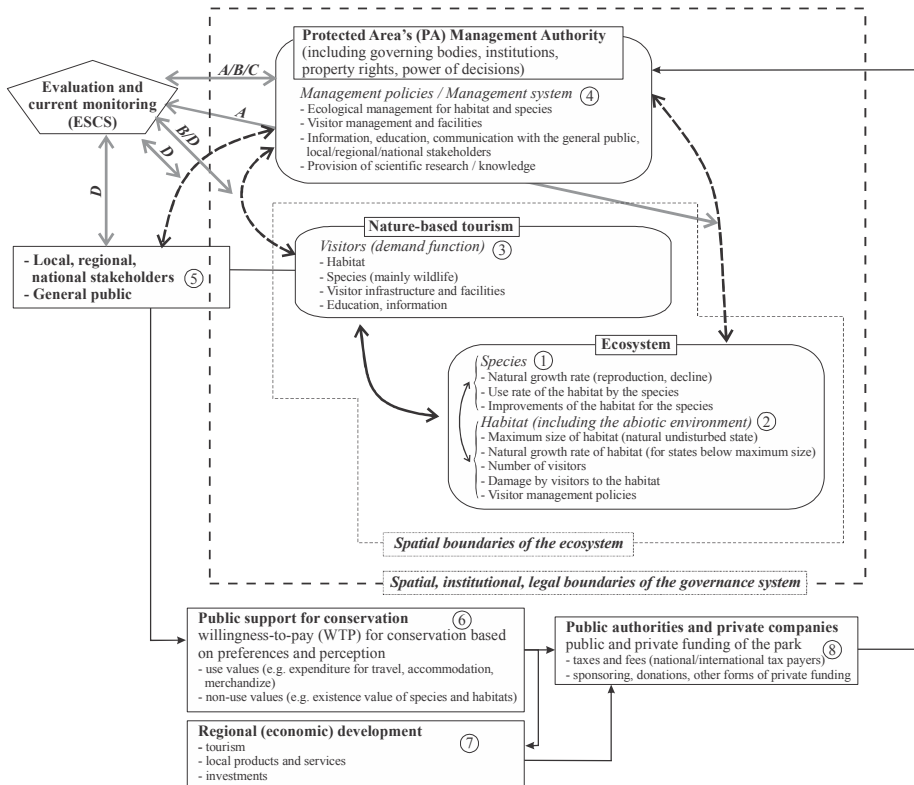 Protected Area's (PA) Management Authority
(including governing bodies, institutions,
property rights, power of decisions)
Management policies / Management system ④
- Ecological management for habitat and species
- Visitor management and facilities
- Information, education, communication with the general public,
local/regional/national stakeholders
- Provision of scientific research / knowledge
Evaluation and
current monitoring
(ESCS)
A/B/C
A
B/D
D
D
Nature-based tourism
Visitors (demand function) ③
- Habitat
- Species (mainly wildlife)
- Visitor infrastructure and facilities
- Education, information
- Local, regional,
national stakeholders ⑤
- General public
Ecosystem
Species ①
- Natural growth rate (reproduction, decline)
- Use rate of the habitat by the species
- Improvements of the habitat for the species
Habitat (including the abiotic environment) ②
- Maximum size of habitat (natural undisturbed state)
- Natural growth rate of habitat (for states below maximum size)
- Number of visitors
- Damage by visitors to the habitat
- Visitor management policies
Spatial boundaries of the ecosystem
Spatial, institutional, legal boundaries of the governance system
Public support for conservation ⑥
willingness-to-pay (WTP) for conservation based
on preferences and perception
- use values (e.g. expenditure for travel, accommodation,
merchandize)
- non-use values (e.g. existence value of species and habitats)
Public authorities and private companies
public and private funding of the park ⑧
- taxes and fees (national/international tax payers)
- sponsoring, donations, other forms of private funding
Regional (economic) development ⑦
- tourism
- local products and services
- investments